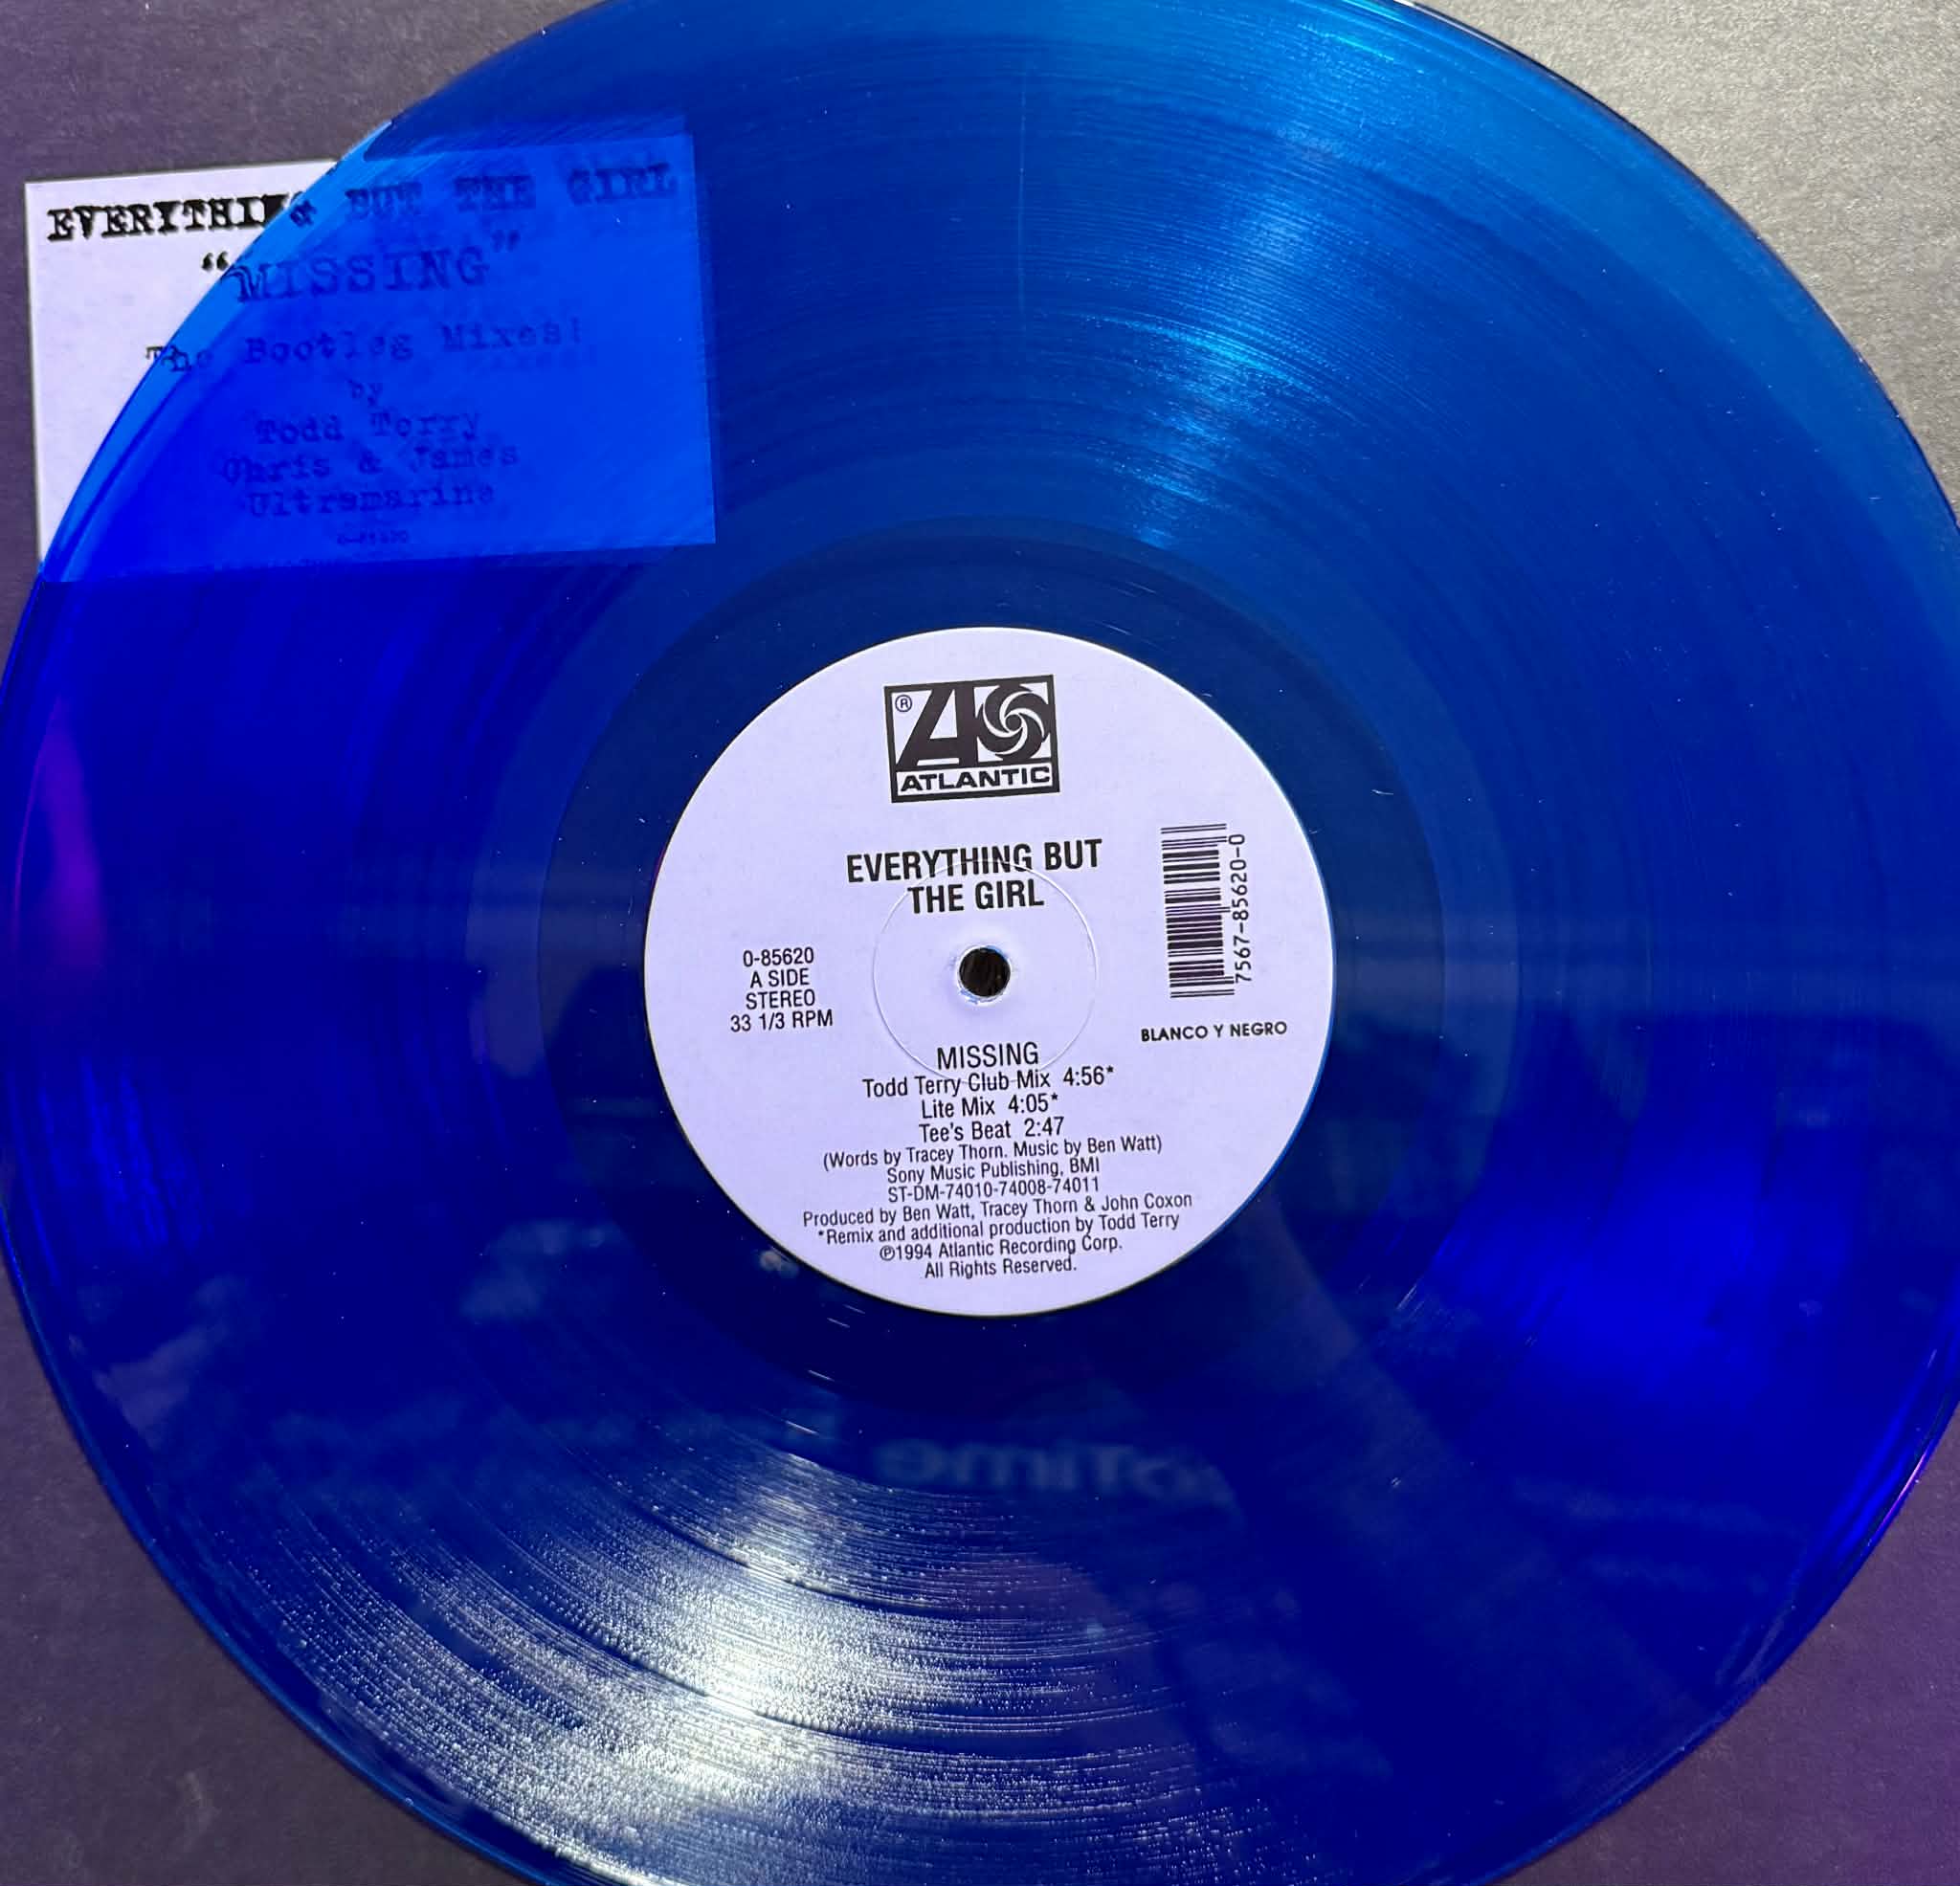 EVERYTHING BUT THE GIRL
“MISSING”
The Bootleg Mixes!
by
Todd Terry
Chris & James
Ultramarine
0-85620
®
ATLANTIC
EVERYTHING BUT
THE GIRL
0-85620
A SIDE
STEREO
33 1/3 RPM
7567-85620-0
BLANCO Y NEGRO
MISSING
Todd Terry Club Mix 4:56*
Lite Mix 4:05*
Tee's Beat 2:47
(Words by Tracey Thorn. Music by Ben Watt)
Sony Music Publishing, BMI
ST-DM-74010-74008-74011
Produced by Ben Watt, Tracey Thorn & John Coxon
*Remix and additional production by Todd Terry
℗1994 Atlantic Recording Corp.
All Rights Reserved.